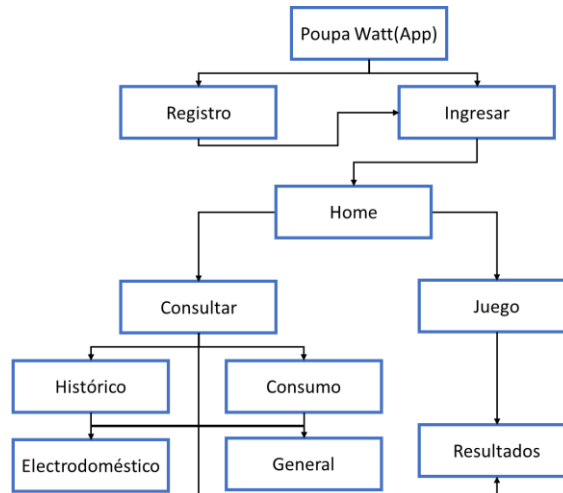 Poupa Watt(App)
Registro
Ingresar
Home
Consultar
Juego
Histórico
Consumo
Electrodoméstico
General
Resultados